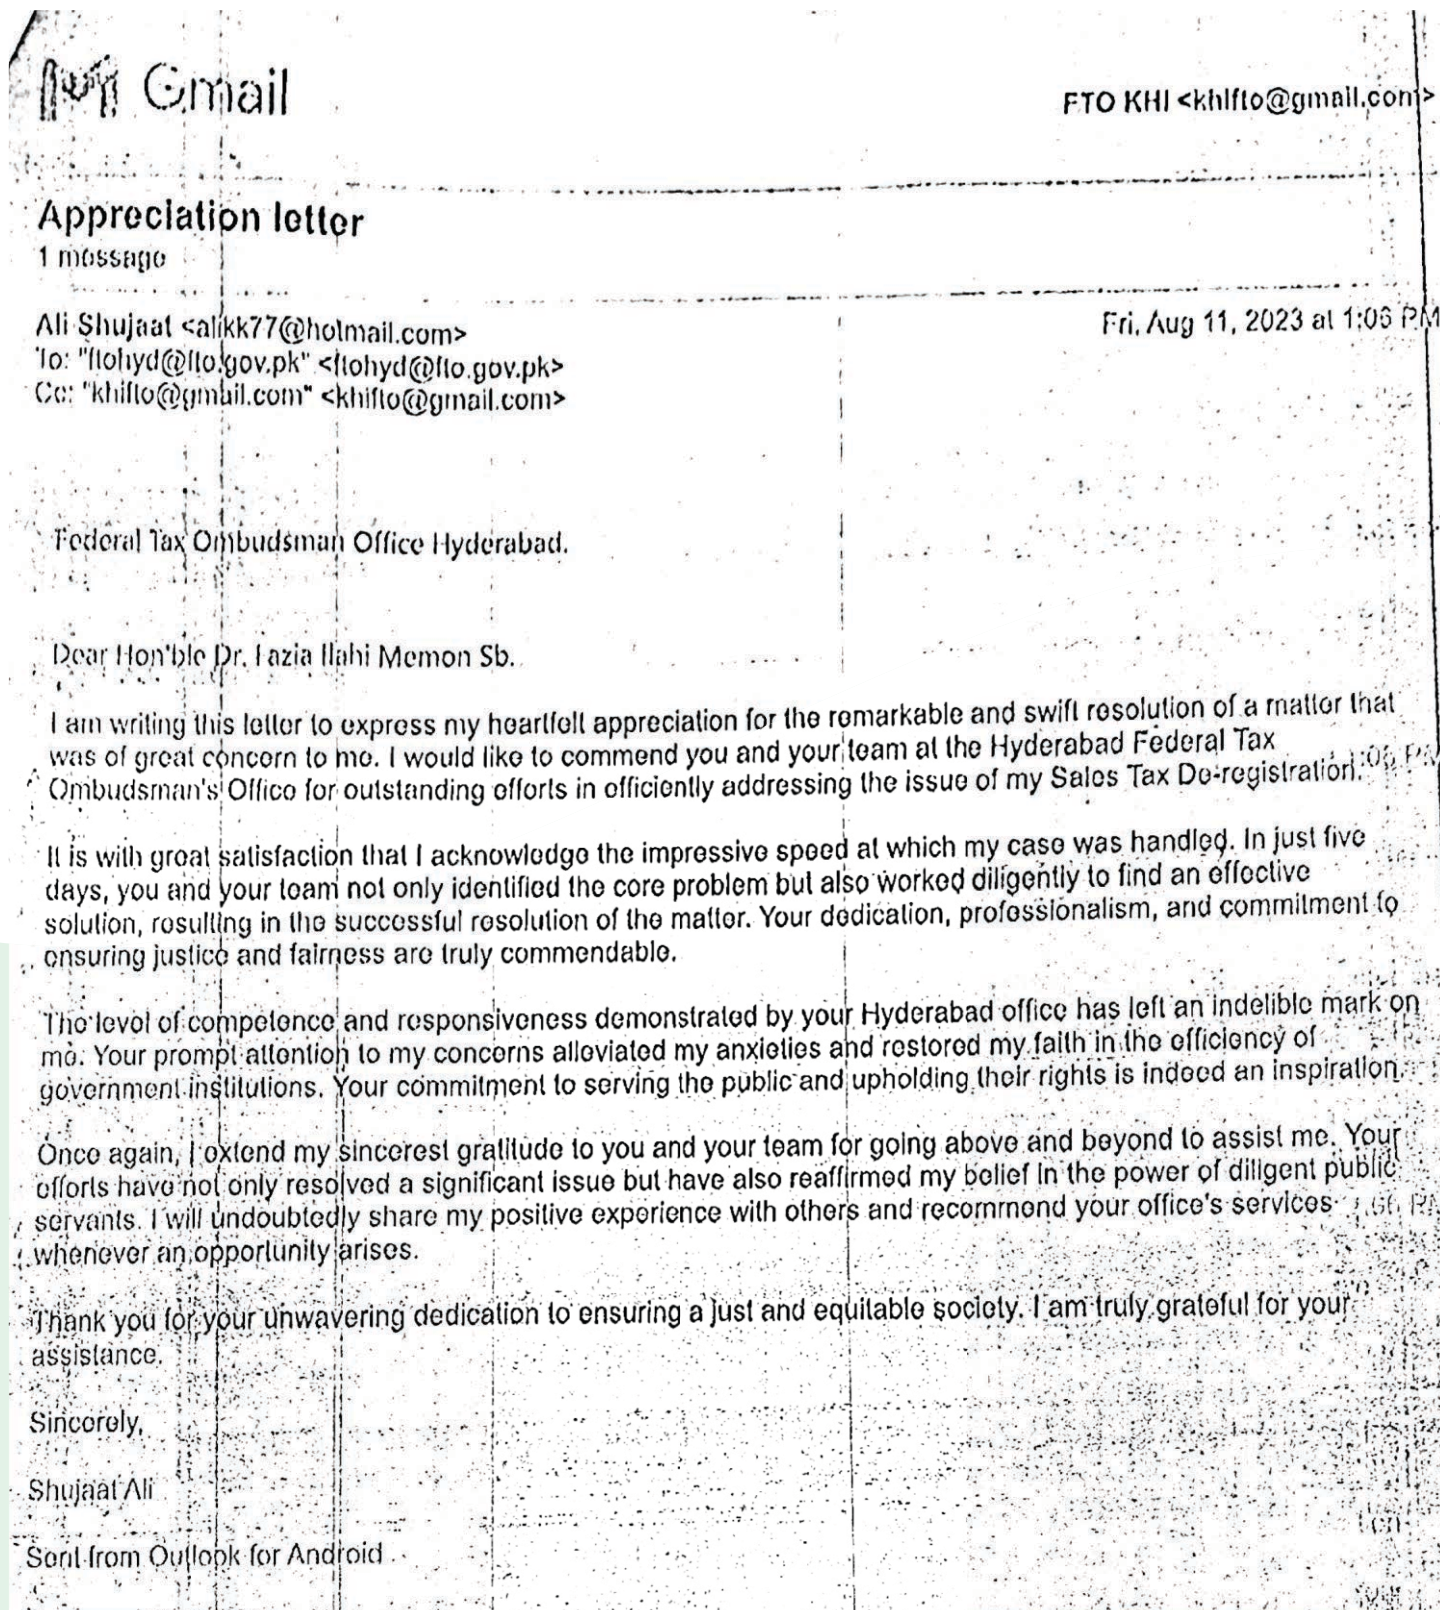 Gmail
FTO KHI <khifto@gmail.com>
Appreciation letter
1 message
Ali Shujaat <alikk77@hotmail.com>
Fri, Aug 11, 2023 at 1:06 PM
To: "ftohyd@fto.gov.pk" <ftohyd@fto.gov.pk>
Cc: "khifto@gmail.com" <khifto@gmail.com>
Federal Tax Ombudsman Office Hyderabad.
Dear Hon'ble Dr. Ilahi Memon Sb.
I am writing this letter to express my heartfelt appreciation for the remarkable and swift resolution of a matter that
was of great concern to me. I would like to commend you and your team at the Hyderabad Federal Tax
Ombudsman's Office for outstanding efforts in efficiently addressing the issue of my Sales Tax De-registration.
It is with great satisfaction that I acknowledge the impressive speed at which my case was handled. In just five
days, you and your team not only identified the core problem but also worked diligently to find an effective
solution, resulting in the successful resolution of the matter. Your dedication, professionalism, and commitment to
ensuring justice and fairness are truly commendable.
The level of competence and responsiveness demonstrated by your Hyderabad office has left an indelible mark on
me. Your prompt attention to my concerns alleviated my anxieties and restored my faith in the efficiency of
government institutions. Your commitment to serving the public and upholding their rights is indeed an inspiration.
Once again, I extend my sincerest gratitude to you and your team for going above and beyond to assist me. Your
efforts have not only resolved a significant issue but have also reaffirmed my belief in the power of diligent public
servants. I will undoubtedly share my positive experience with others and recommend your office's services
whenever an opportunity arises.
Thank you for your unwavering dedication to ensuring a just and equitable society. I am truly grateful for your
assistance.
Sincerely,
Shujaat Ali
Sent from Outlook for Android